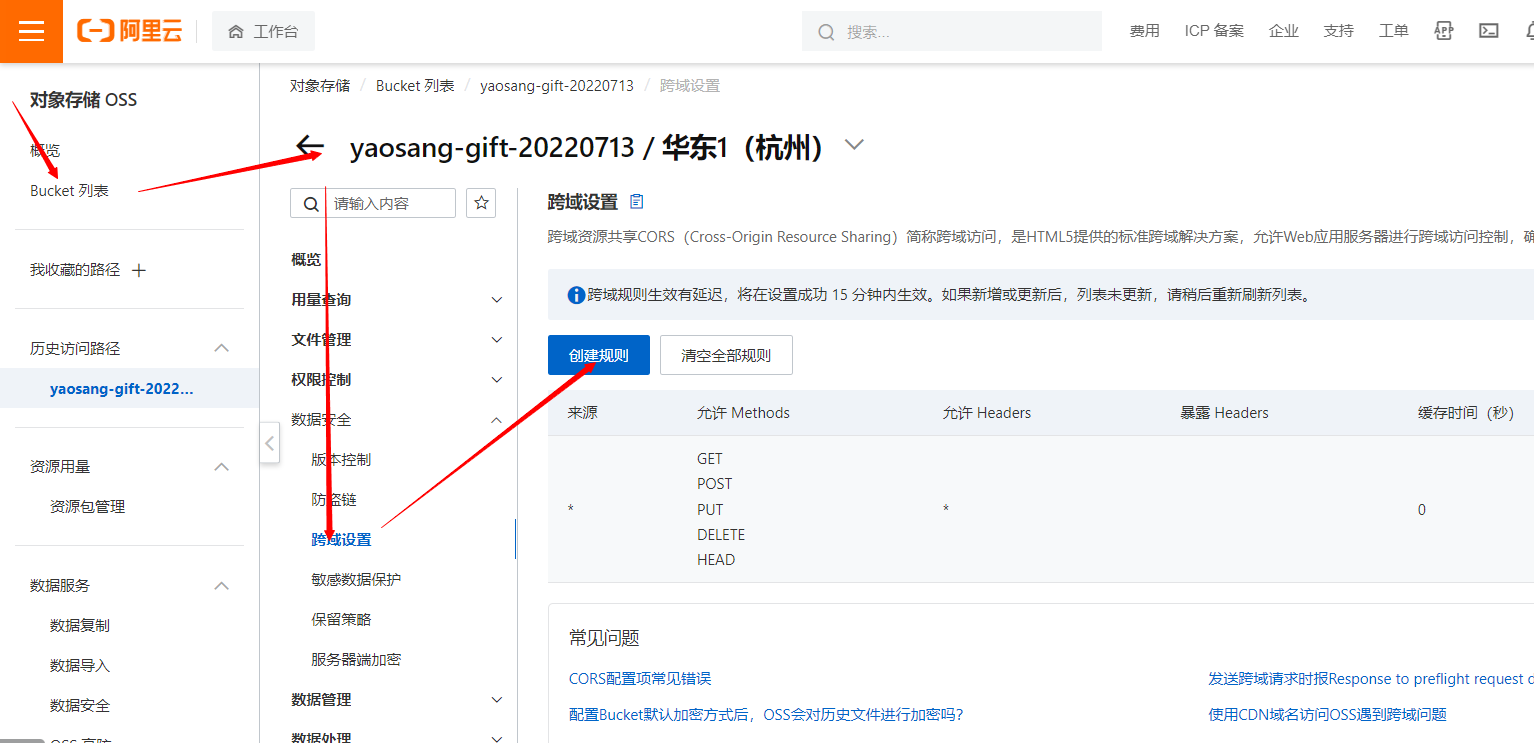 阿里云
工作台
搜索...
费用
ICP 备案
企业
支持
工单
APP
对象存储 OSS
概览
Bucket 列表
我收藏的路径
历史访问路径
yaosang-gift-2022...
资源用量
资源包管理
数据服务
数据复制
数据导入
数据安全
对象存储 / Bucket 列表 / yaosang-gift-20220713 / 跨域设置
yaosang-gift-20220713 / 华东1（杭州）
请输入内容
概览
用量查询
文件管理
权限控制
数据安全
版本控制
防盗链
跨域设置
敏感数据保护
保留策略
服务器端加密
数据管理
数据处理
跨域设置
跨域资源共享CORS（Cross-Origin Resource Sharing）简称跨域访问，是HTML5提供的标准跨域解决方案，允许Web应用服务器进行跨域访问控制，确
跨域规则生效有延迟，将在设置成功 15 分钟内生效。如果新增或更新后，列表未更新，请稍后重新刷新列表。
创建规则
清空全部规则
来源 允许 Methods 允许 Headers 暴露 Headers 缓存时间（秒）
GET
POST
* PUT * 0
DELETE
HEAD
常见问题
CORS配置项常见错误
发送跨域请求时报Response to preflight request d
配置Bucket默认加密方式后，OSS会对历史文件进行加密吗？
使用CDN域名访问OSS遇到跨域问题